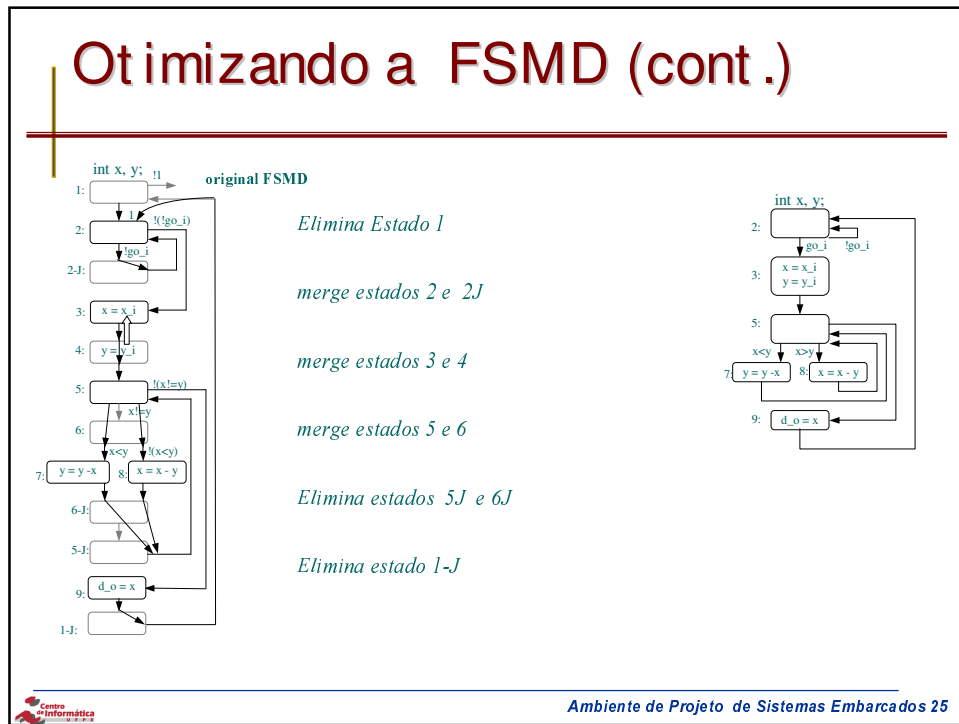 Otimizando a FSMD (cont.)
int x, y;
!1
original FSMD
1:
1
!(!go_i)
2:
!go_i
2-J:
3:
x = x_i
4:
y = y_i
5:
!(x!=y)
x!=y
6:
x<y
!(x<y)
7:
y = y -x
8:
x = x - y
6-J:
5-J:
9:
d_o = x
1-J:
Elimina Estado 1
merge estados 2 e 2J
merge estados 3 e 4
merge estados 5 e 6
Elimina estados 5J e 6J
Elimina estado 1-J
int x, y;
2:
go_i
!go_i
3:
x = x_i
y = y_i
5:
x<y
x>y
7:
y = y -x
8:
x = x - y
9:
d_o = x
Centro
de Informática
UFPE
Ambiente de Projeto de Sistemas Embarcados 25